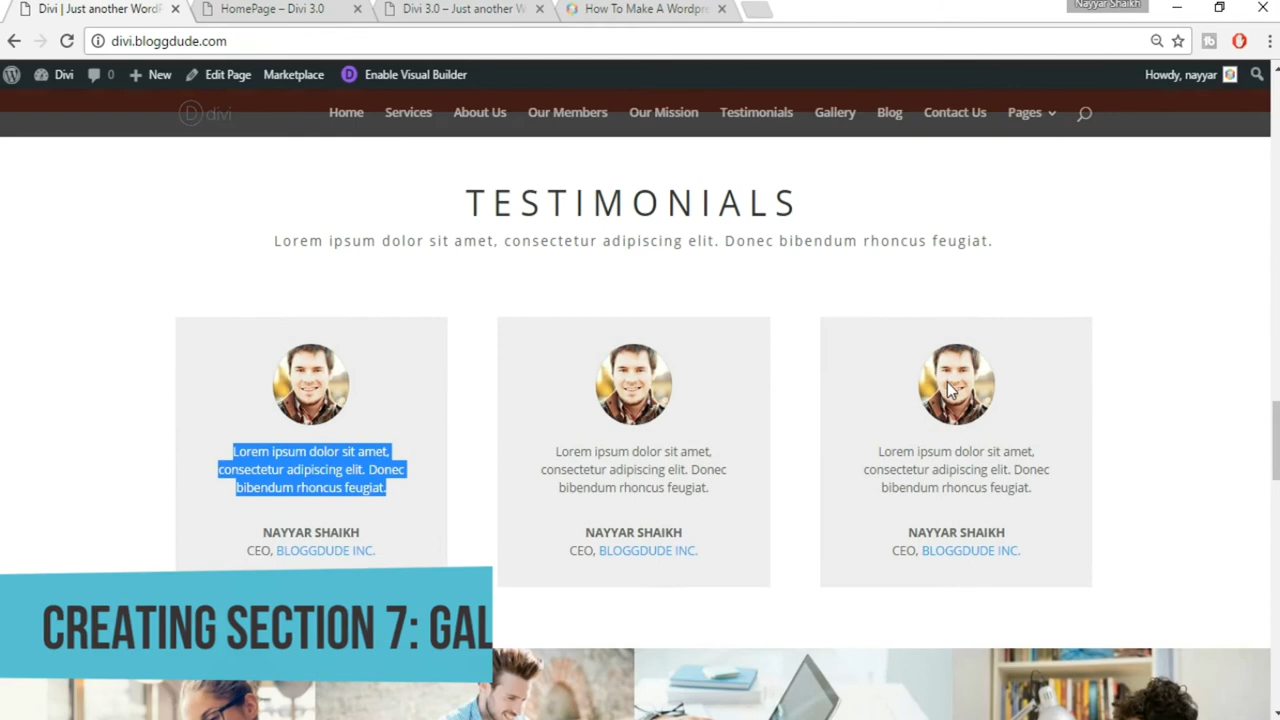 Divi | Just another WordP
HomePage – Divi 3.0
Divi 3.0 – Just another W
How To Make A Wordpre
Nayyar Shaikh
divi.bloggdude.com
Divi
0
New
Edit Page
Marketplace
Enable Visual Builder
Howdy, nayyar
divi
Home
Services
About Us
Our Members
Our Mission
Testimonials
Gallery
Blog
Contact Us
Pages
TESTIMONIALS
Lorem ipsum dolor sit amet, consectetur adipiscing elit. Donec bibendum rhoncus feugiat.
Lorem ipsum dolor sit amet,
consectetur adipiscing elit. Donec
bibendum rhoncus feugiat.
NAYYAR SHAIKH
CEO, BLOGGDUDE INC.
Lorem ipsum dolor sit amet,
consectetur adipiscing elit. Donec
bibendum rhoncus feugiat.
NAYYAR SHAIKH
CEO, BLOGGDUDE INC.
Lorem ipsum dolor sit amet,
consectetur adipiscing elit. Donec
bibendum rhoncus feugiat.
NAYYAR SHAIKH
CEO, BLOGGDUDE INC.
CREATING SECTION 7: GAL